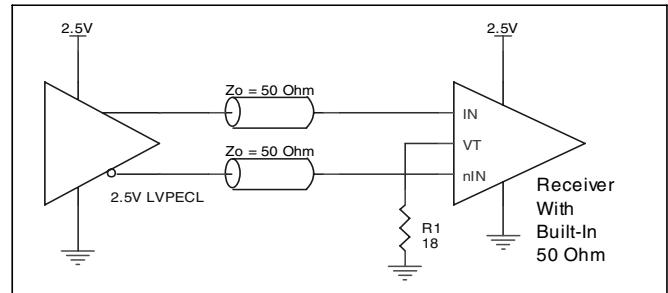 2.5V
2.5V
Zo = 50 Ohm
IN
VT
Zo = 50 Ohm
nIN
2.5V LVPECL
R1
18
Receiver
With
Built-In
50 Ohm